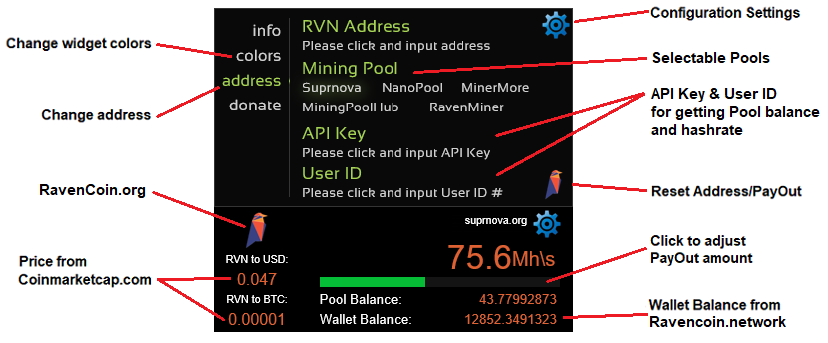 Configuration Settings
info
RVN Address
Change widget colors
colors
Please click and input address
Mining Pool
Selectable Pools
address
Suprnova NanoPool MinerMore
donate
MiningPoolHub RavenMiner
Change address
API Key & User ID
for getting Pool balance
and hashrate
API Key
Please click and input API Key
User ID
Please click and input User ID #
RavenCoin.org
Reset Address/PayOut
suprnova.org
Click to adjust
PayOut amount
75.6Mh\s
Price from
Coinmarketcap.com
RVN to USD:
0.047
RVN to BTC:
0.00001
Pool Balance: 43.77992873
Wallet Balance: 12852.3491323
Wallet Balance from
Ravencoin.network